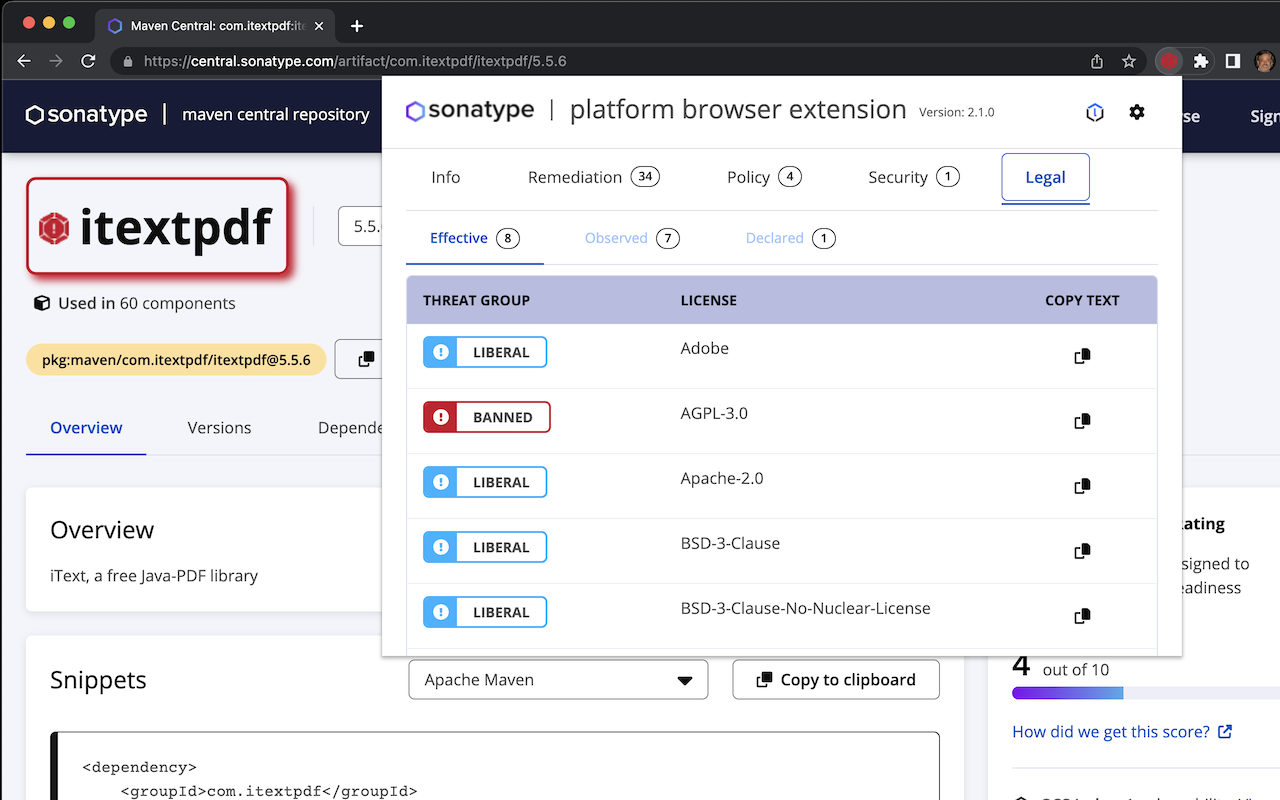 Maven Central: com.itextpdf:ite
https://central.sonatype.com/artifact/com.itextpdf/itextpdf/5.5.6
sonatype | maven central repository
sonatype | platform browser extension Version: 2.1.0
se
Sign
Info
Remediation 34
Policy 4
Security 1
Legal
Effective 8
Observed 7
Declared 1
THREAT GROUP LICENSE COPY TEXT
LIBERAL Adobe
BANNED AGPL-3.0
LIBERAL Apache-2.0
LIBERAL BSD-3-Clause
LIBERAL BSD-3-Clause-No-Nuclear-License
itextpdf
5.5.
Used in 60 components
pkg:maven/com.itextpdf/itextpdf@5.5.6
Overview
Versions
Depende
Overview
iText, a free Java-PDF library
Snippets
Apache Maven
Copy to clipboard
<dependency>
<groupId>com.itextpdf</groupId>
ating
signed to
eadiness
4 out of 10
How did we get this score?